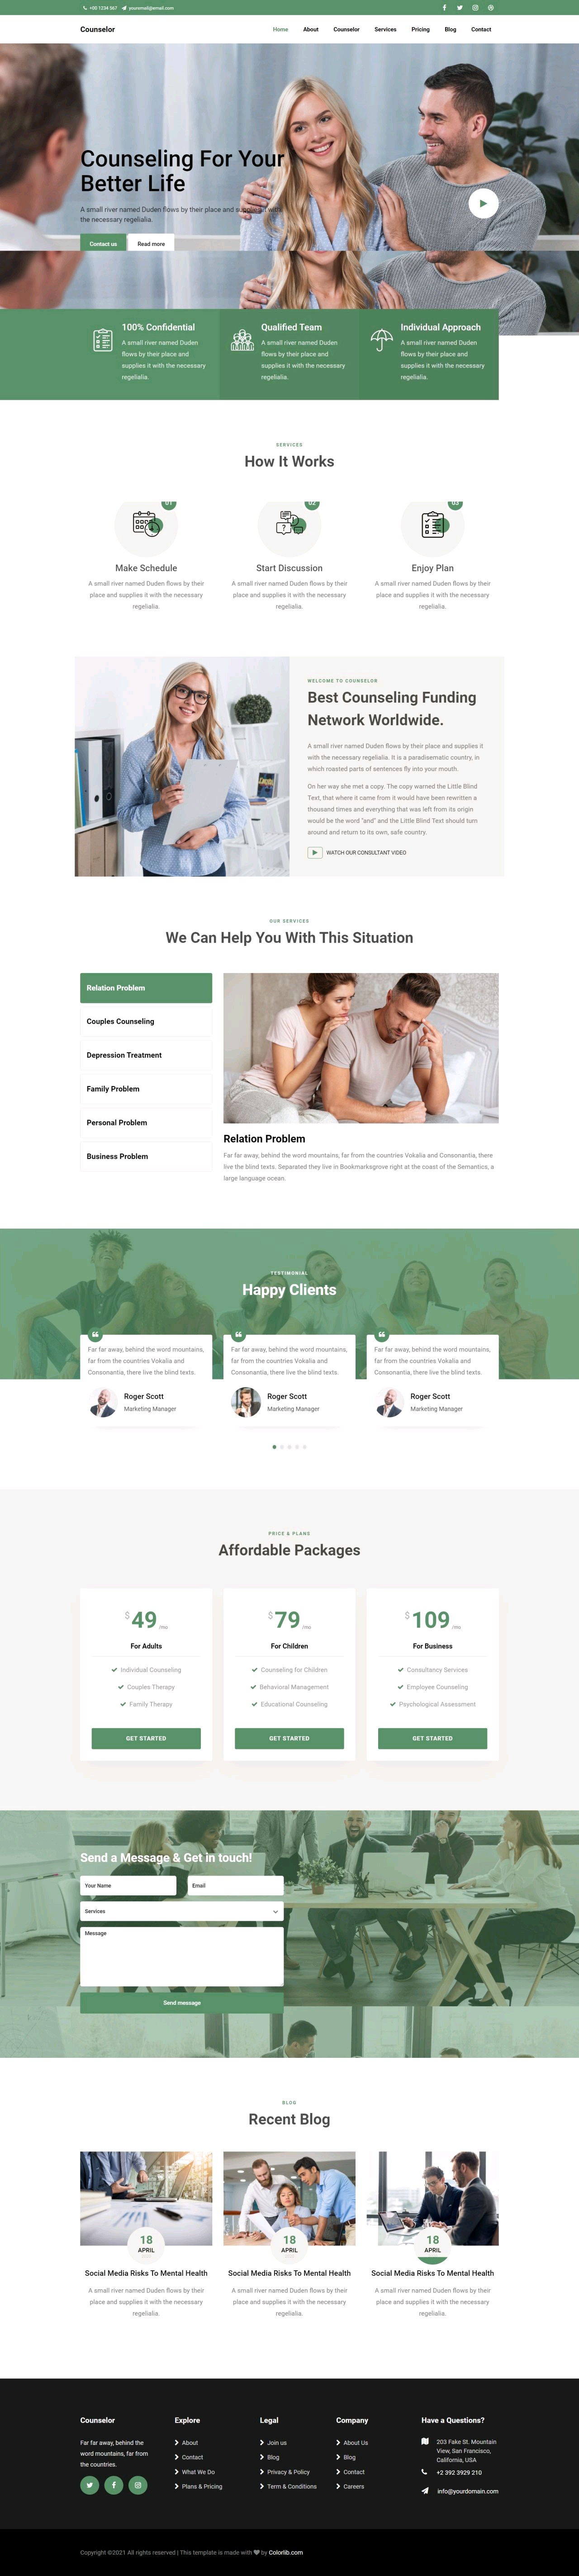 +00 1234 567 youremail@email.com
Counselor
Home About Counselor Services Pricing Blog Contact
Counseling For Your
Better Life
A small river named Duden flows by their place and supplies it with
the necessary regelialia.
Contact us Read more
100% Confidential
A small river named Duden
flows by their place and
supplies it with the necessary
regelialia.
Qualified Team
A small river named Duden
flows by their place and
supplies it with the necessary
regelialia.
Individual Approach
A small river named Duden
flows by their place and
supplies it with the necessary
regelialia.
SERVICES
How It Works
01
Make Schedule
A small river named Duden flows by their
place and supplies it with the necessary
regelialia.
02
Start Discussion
A small river named Duden flows by their
place and supplies it with the necessary
regelialia.
03
Enjoy Plan
A small river named Duden flows by their
place and supplies it with the necessary
regelialia.
WELCOME TO COUNSELOR
Best Counseling Funding
Network Worldwide.
A small river named Duden flows by their place and supplies it
with the necessary regelialia. It is a paradisematic country, in
which roasted parts of sentences fly into your mouth.
On her way she met a copy. The copy warned the Little Blind
Text, that where it came from it would have been rewritten a
thousand times and everything that was left from its origin
would be the word "and" and the Little Blind Text should turn
around and return to its own, safe country.
WATCH OUR CONSULTANT VIDEO
OUR SERVICES
We Can Help You With This Situation
Relation Problem
Couples Counseling
Depression Treatment
Family Problem
Personal Problem
Business Problem
Relation Problem
Far far away, behind the word mountains, far from the countries Vokalia and Consonantia, there
live the blind texts. Separated they live in Bookmarksgrove right at the coast of the Semantics, a
large language ocean.
TESTIMONIAL
Happy Clients
Far far away, behind the word mountains,
far from the countries Vokalia and
Consonantia, there live the blind texts.
Roger Scott
Marketing Manager
Far far away, behind the word mountains,
far from the countries Vokalia and
Consonantia, there live the blind texts.
Roger Scott
Marketing Manager
Far far away, behind the word mountains,
far from the countries Vokalia and
Consonantia, there live the blind texts.
Roger Scott
Marketing Manager
PRICE & PLANS
Affordable Packages
$49 /mo
For Adults
Individual Counseling
Couples Therapy
Family Therapy
GET STARTED
$79 /mo
For Children
Counseling for Children
Behavioral Management
Educational Counseling
GET STARTED
$109 /mo
For Business
Consultancy Services
Employee Counseling
Psychological Assessment
GET STARTED
Send a Message & Get in touch!
Your Name Email
Services
Message
Send message
BLOG
Recent Blog
18
APRIL
Social Media Risks To Mental Health
A small river named Duden flows by their
place and supplies it with the necessary
regelialia.
18
APRIL
Social Media Risks To Mental Health
A small river named Duden flows by their
place and supplies it with the necessary
regelialia.
18
APRIL
Social Media Risks To Mental Health
A small river named Duden flows by their
place and supplies it with the necessary
regelialia.
Counselor
Far far away, behind the
word mountains, far from
the countries.
Explore
About
Contact
What We Do
Plans & Pricing
Legal
Join us
Blog
Privacy & Policy
Term & Conditions
Company
About Us
Blog
Contact
Careers
Have a Questions?
203 Fake St. Mountain
View, San Francisco,
California, USA
+2 392 3929 210
info@yourdomain.com
Copyright ©2021 All rights reserved | This template is made with by Colorlib.com